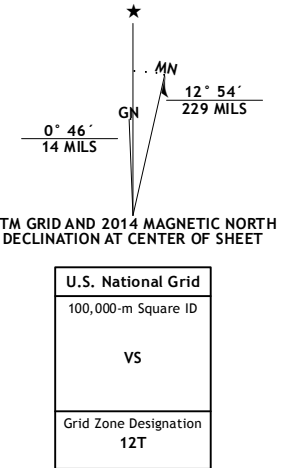 ★
MN
GN
12° 54´
229 MILS
0° 46´
14 MILS
TM GRID AND 2014 MAGNETIC NORTH
DECLINATION AT CENTER OF SHEET
U.S. National Grid
100,000-m Square ID
VS
Grid Zone Designation
12T